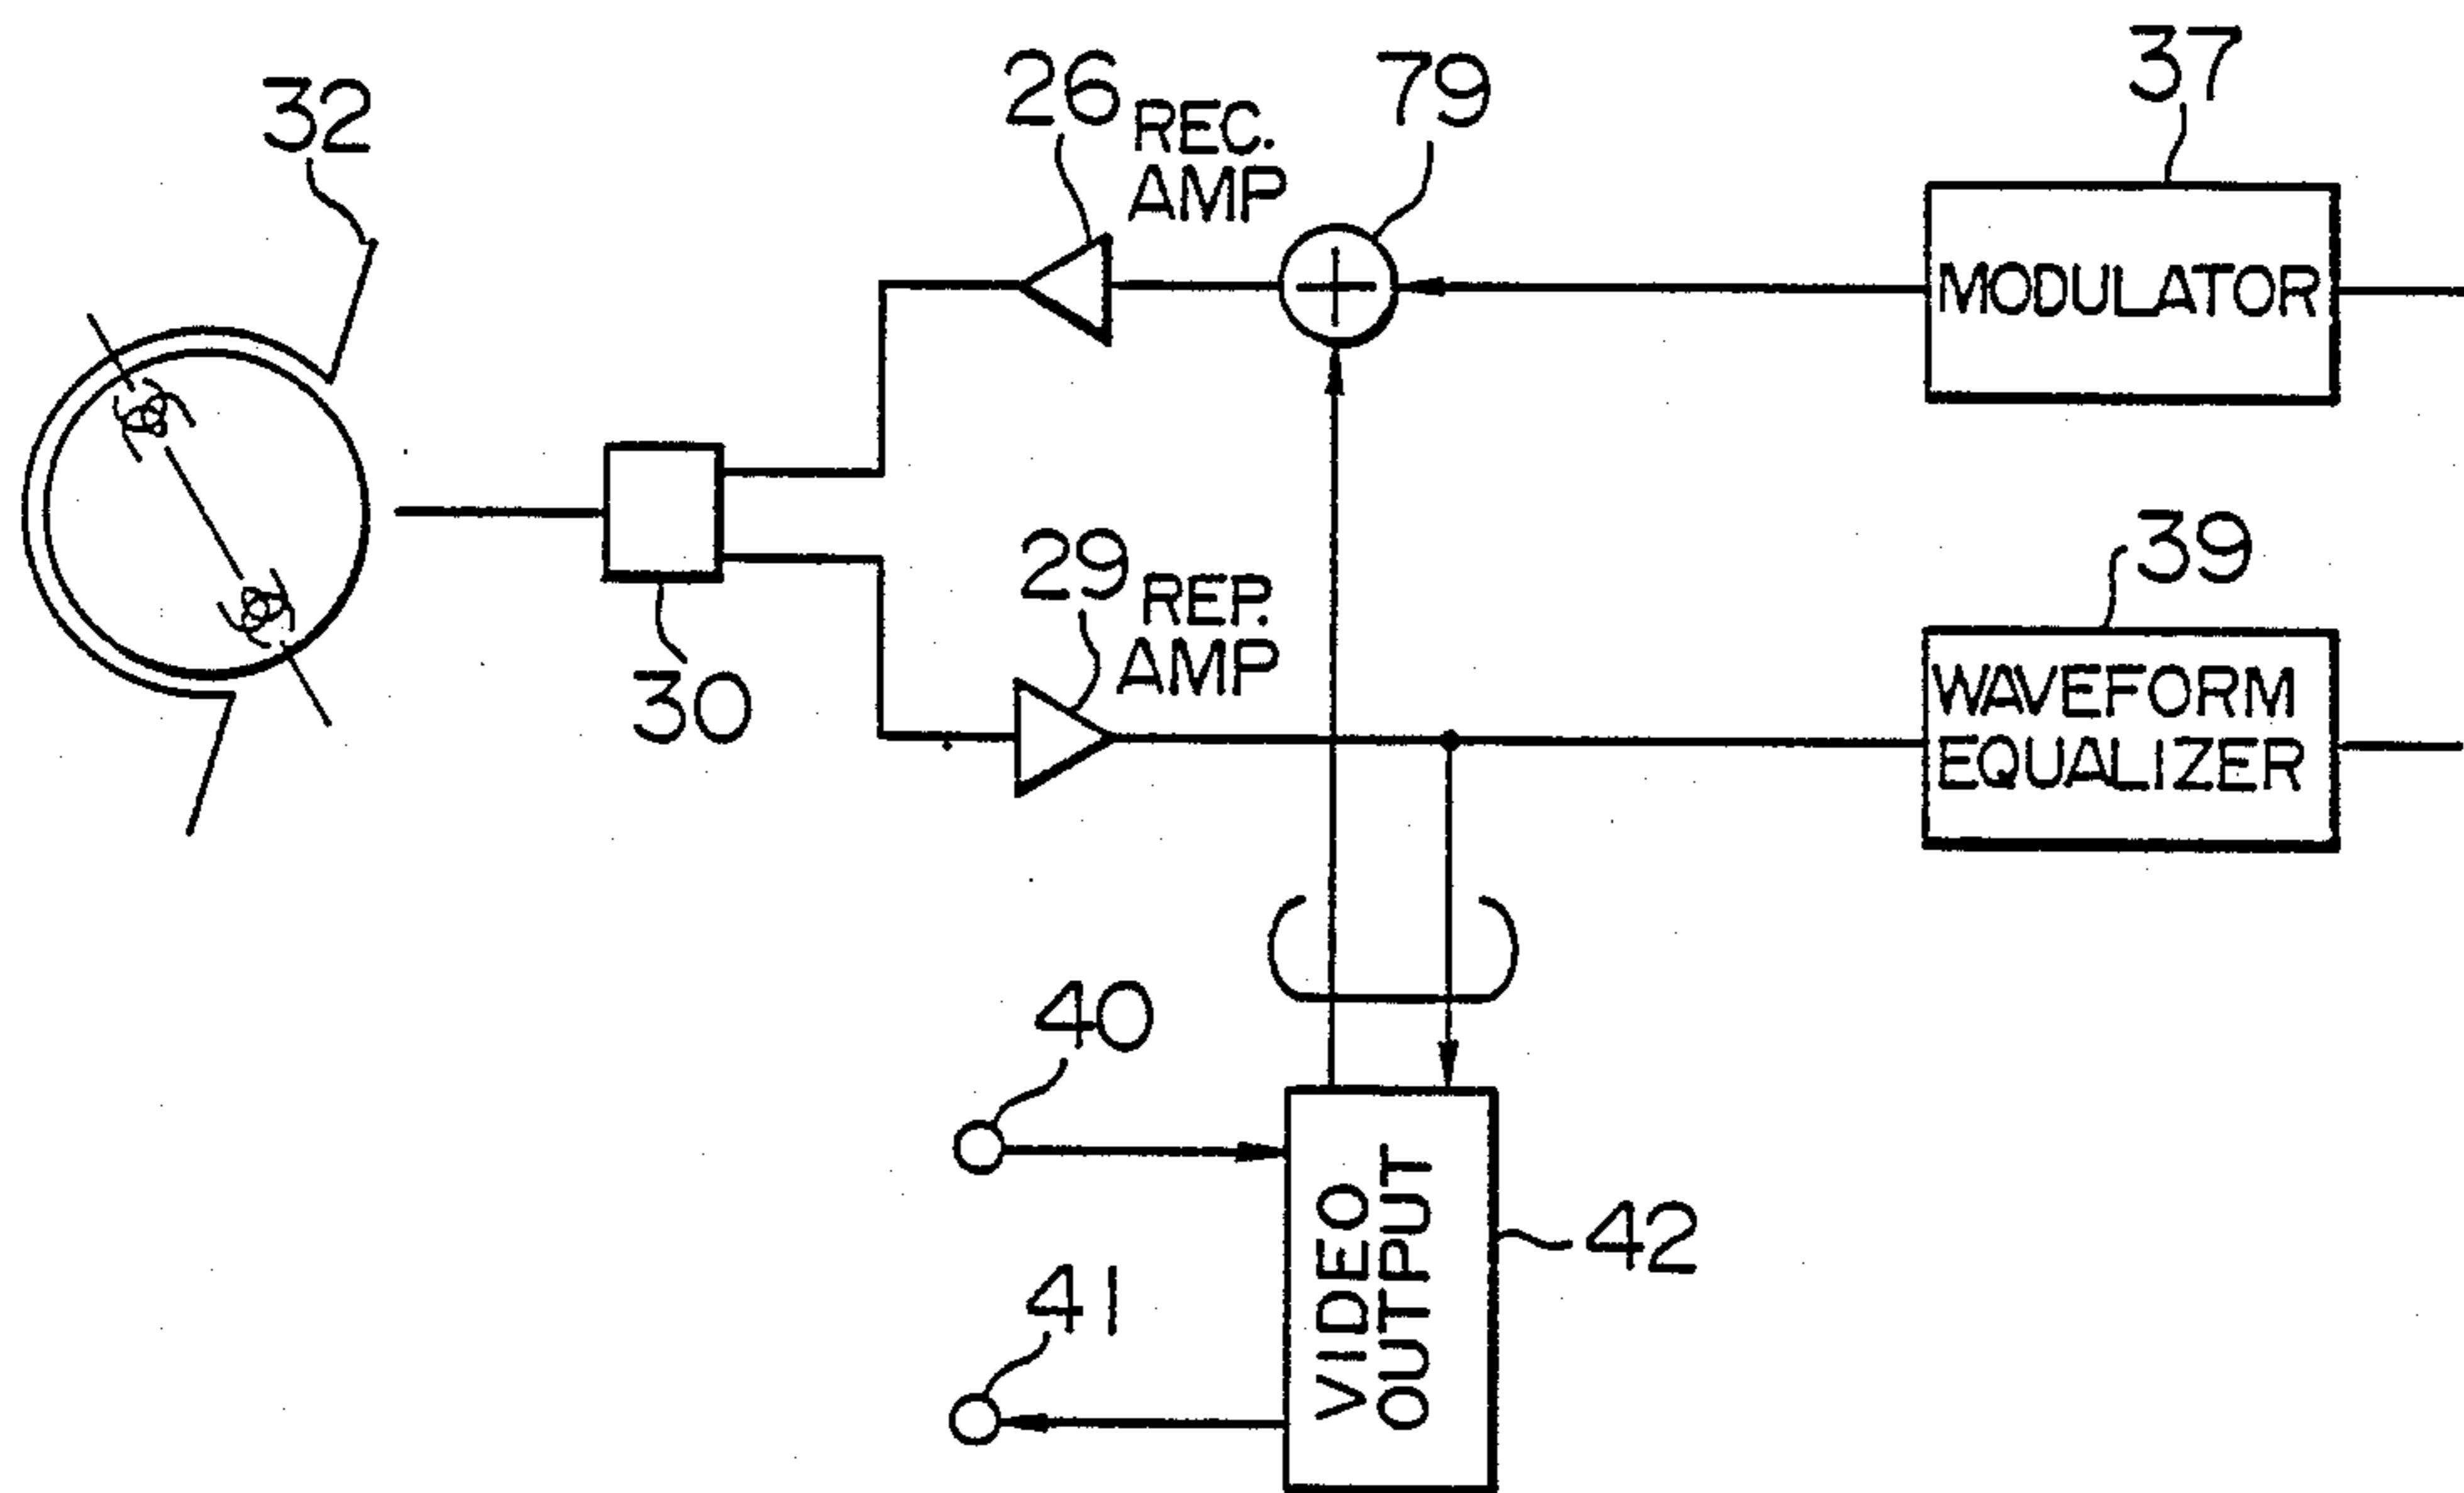 37
26 REC.
AMP
79
32
MODULATOR
39
29 REP.
AMP
30
WAVEFORM
EQUALIZER
40
VIDEO
OUTPUT
42
41